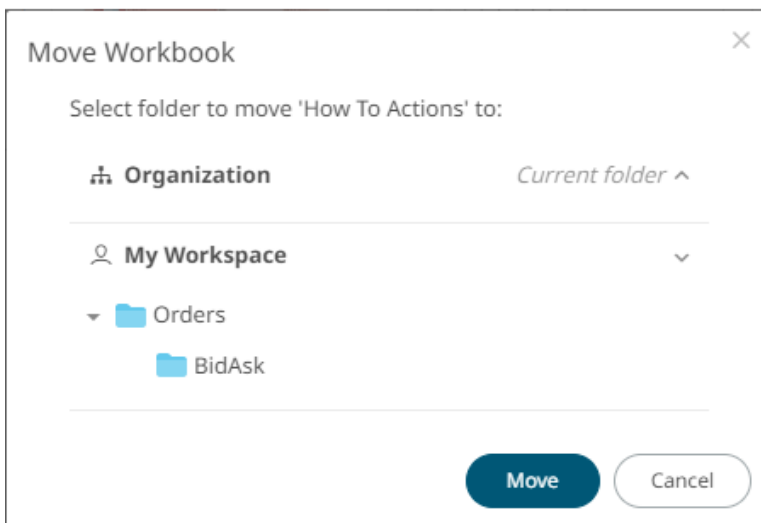 Move Workbook
Select folder to move 'How To Actions' to:
Organization Current folder
My Workspace
Orders
BidAsk
Move Cancel